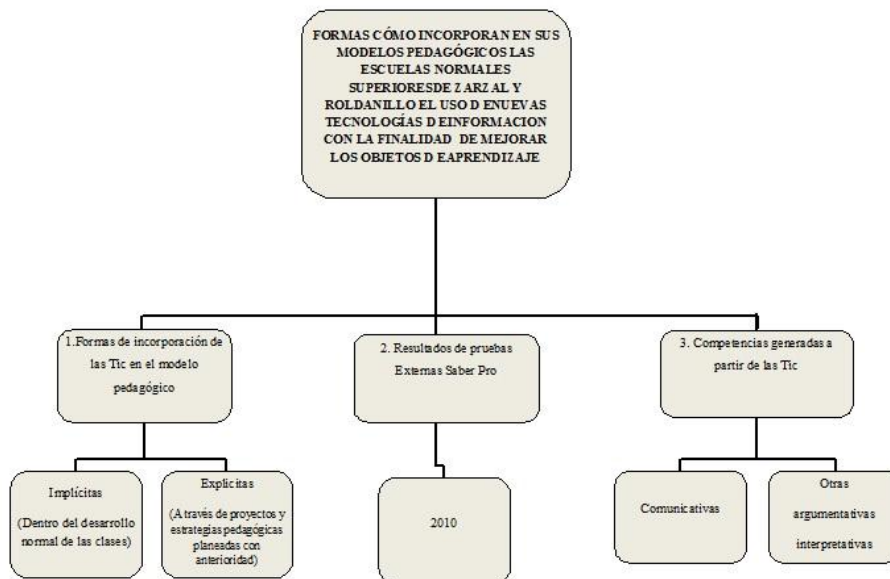 FORMAS CÓMO INCORPORAN EN SUS
MODELOS PEDAGÓGICOS LAS
ESCUELAS NORMALES
SUPERIORESDE ZARZAL Y
ROLDANILLO EL USO D ENUEVAS
TECNOLOGÍAS D EINFORMACION
CON LA FINALIDAD DE MEJORAR
LOS OBJETOS D EAPRENDIZAJE
1.Formas de incorporación de
las Tic en el modelo
pedagógico
2. Resultados de pruebas
Externas Saber Pro
3. Competencias generadas a
partir de las Tic
Implícitas
(Dentro del desarrollo
normal de las clases)
Explicitas
(A través de proyectos y
estrategias pedagógicas
planeadas con
anterioridad)
2010
Comunicativas
Otras
argumentativas
interpretativas